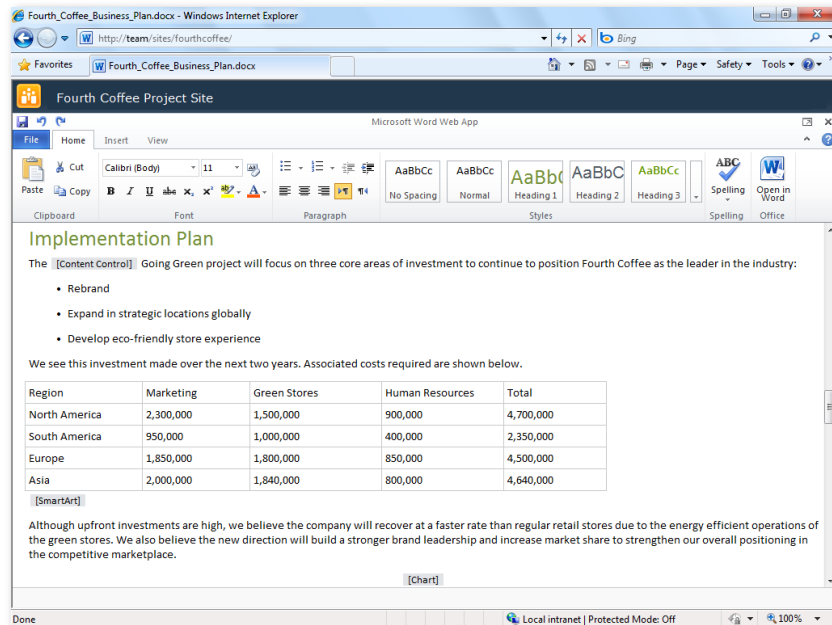 Fourth_Coffee_Business_Plan.docx - Windows Internet Explorer
http://team/sites/fourthcoffee/
Bing
Favorites
Fourth_Coffee_Business_Plan.docx
Page
Safety
Tools
Fourth Coffee Project Site
Microsoft Word Web App
File Home Insert View
Paste
Cut
Copy
Clipboard
Calibri (Body) 11
B I U abc X₂ X² ab A
Font
Paragraph
AaBbCc AaBbCc AaBb( AaBbC AaBbCc
No Spacing Normal Heading 1 Heading 2 Heading 3
Styles
ABC
Spelling
Spelling
Open in
Word
Office
Implementation Plan
The [Content Control] Going Green project will focus on three core areas of investment to continue to position Fourth Coffee as the leader in the industry:
• Rebrand
• Expand in strategic locations globally
• Develop eco-friendly store experience
We see this investment made over the next two years. Associated costs required are shown below.
Region Marketing Green Stores Human Resources Total
North America 2,300,000 1,500,000 900,000 4,700,000
South America 950,000 1,000,000 400,000 2,350,000
Europe 1,850,000 1,800,000 850,000 4,500,000
Asia 2,000,000 1,840,000 800,000 4,640,000
[SmartArt]
Although upfront investments are high, we believe the company will recover at a faster rate than regular retail stores due to the energy efficient operations of
the green stores. We also believe the new direction will build a stronger brand leadership and increase market share to strengthen our overall positioning in
the competitive marketplace.
[Chart]
Done
Local intranet | Protected Mode: Off
100%